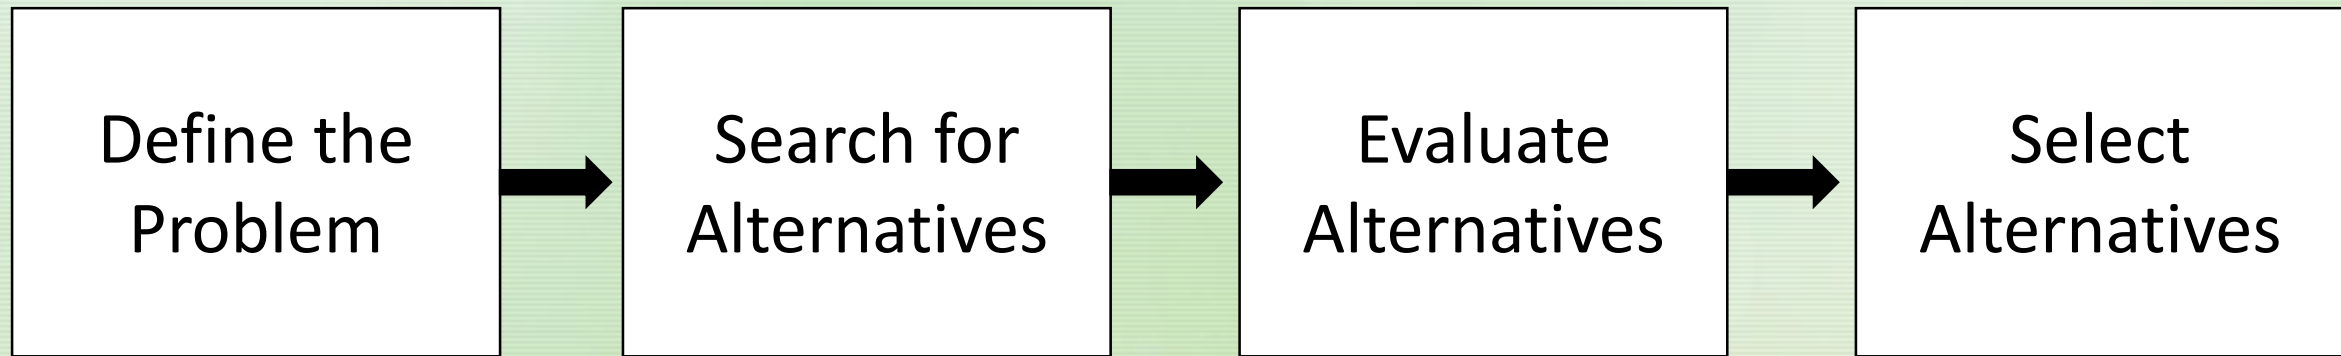 Define the
Problem
Search for
Alternatives
Evaluate
Alternatives
Select
Alternatives